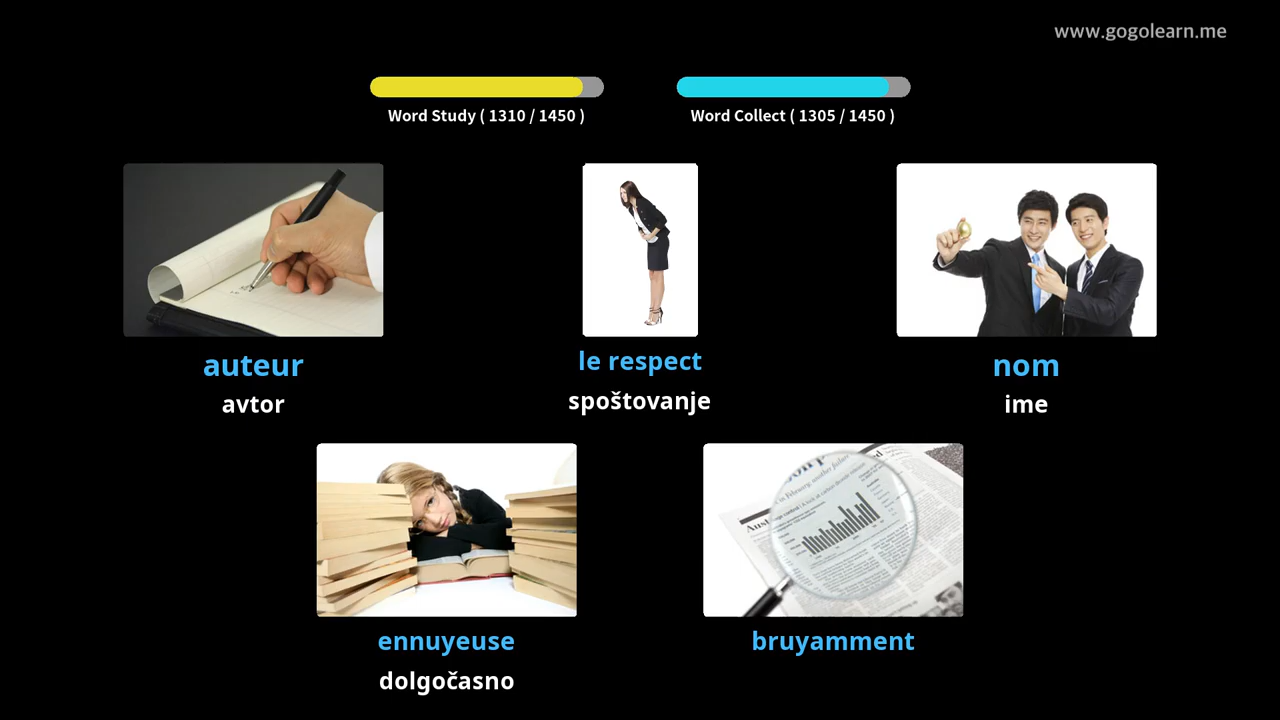 www.gogolearn.me
Word Study ( 1310 / 1450 )
Word Collect ( 1305 / 1450 )
auteur
avtor
le respect
spoštovanje
nom
ime
ennuyeuse
dolgočasno
bruyamment